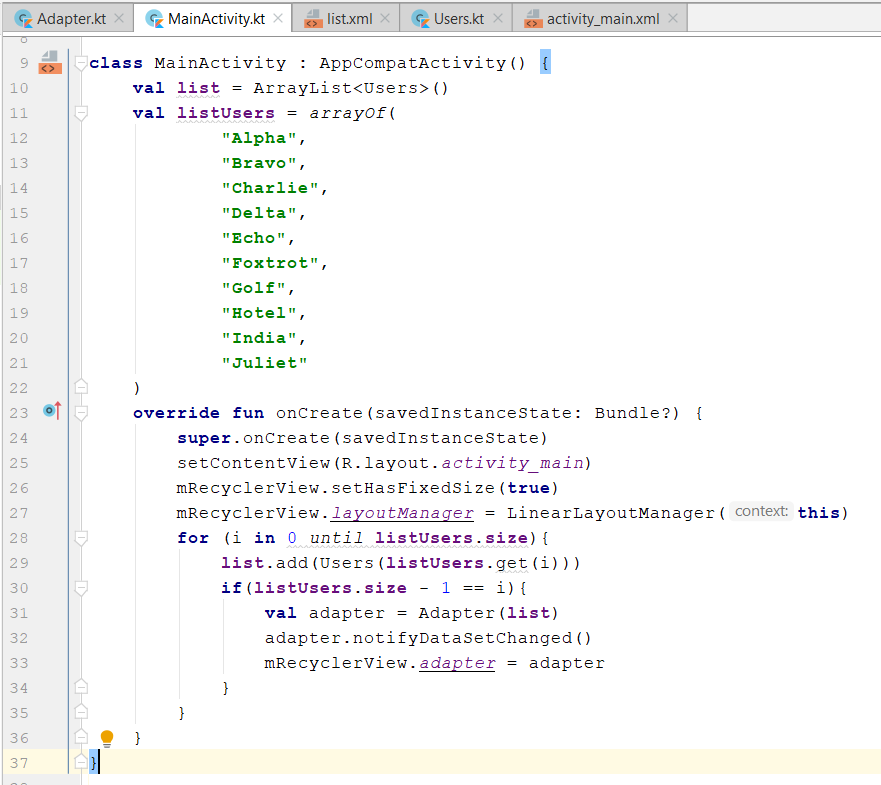 Adapter.kt MainActivity.kt list.xml Users.kt activity_main.xml
9 class MainActivity : AppCompatActivity() {
10     val list = ArrayList<Users>()
11     val listUsers = arrayOf(
12             "Alpha",
13             "Bravo",
14             "Charlie",
15             "Delta",
16             "Echo",
17             "Foxtrot",
18             "Golf",
19             "Hotel",
20             "India",
21             "Juliet"
22     )
23     override fun onCreate(savedInstanceState: Bundle?) {
24         super.onCreate(savedInstanceState)
25         setContentView(R.layout.activity_main)
26         mRecyclerView.setHasFixedSize(true)
27         mRecyclerView.layoutManager = LinearLayoutManager( context: this)
28         for (i in 0 until listUsers.size){
29             list.add(Users(listUsers.get(i)))
30             if(listUsers.size - 1 == i){
31                 val adapter = Adapter(list)
32                 adapter.notifyDataSetChanged()
33                 mRecyclerView.adapter = adapter
34             }
35         }
36     }
37 }